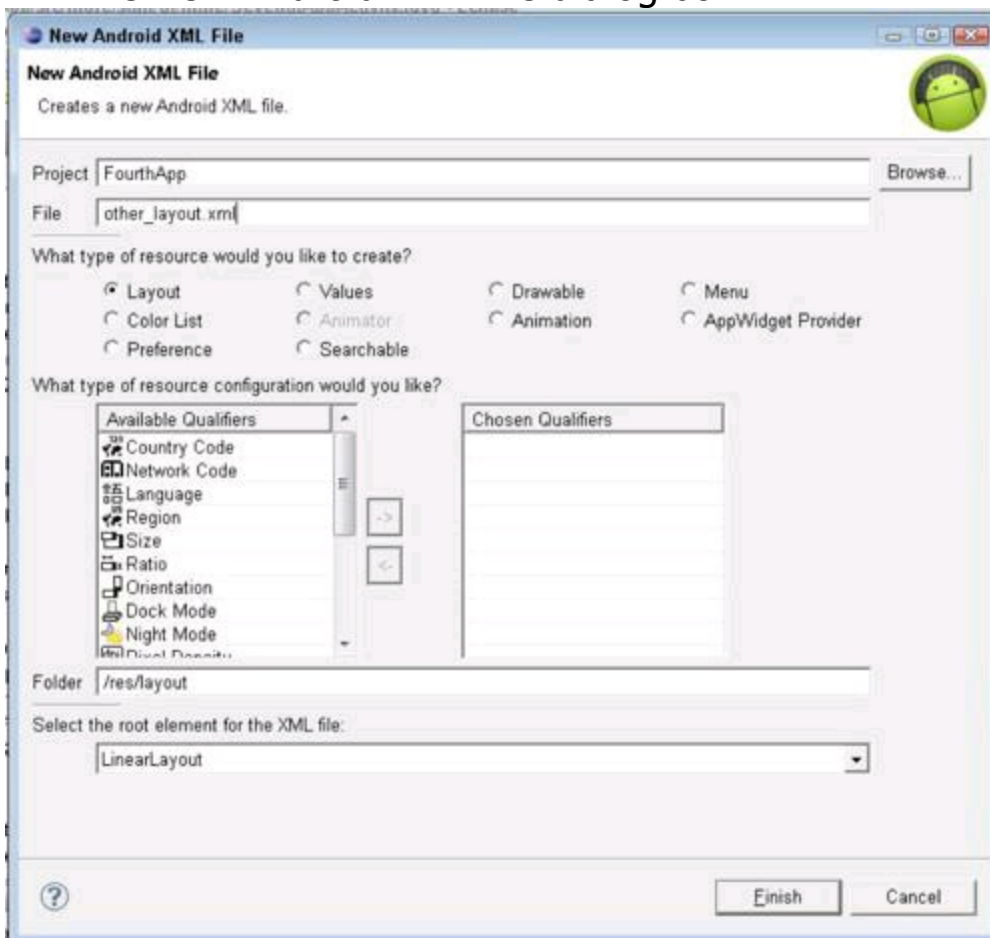 New Android XML File
New Android XML File
Creates a new Android XML file.
Project FourthApp Browse...
File other_layout.xml
What type of resource would you like to create?
Layout Values Drawable Menu
Color List Animator Animation AppWidget Provider
Preference Searchable
What type of resource configuration would you like?
Available Qualifiers Chosen Qualifiers
Country Code
Network Code
Language
Region
-> 
Size
Ratio
<-
Orientation
Dock Mode
Night Mode
Pixel Density
Folder /res/layout
Select the root element for the XML file:
LinearLayout
? Finish Cancel